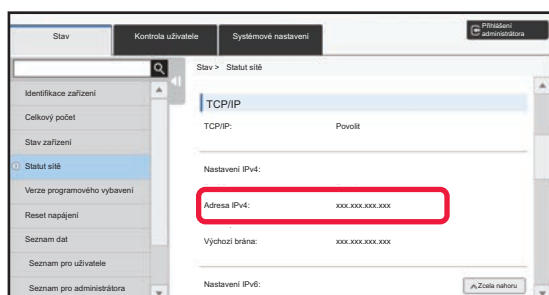 Stav
Kontrola uživatele
Systémové nastavení
Přihlášení
administrátora
Stav > Statut sítě
Identifikace zařízení
Celkový počet
Stav zařízení
Statut sítě
Verze programového vybavení
Reset napájení
Seznam dat
Seznam pro uživatele
Seznam pro administrátora
TCP/IP
TCP/IP: Povolit
Nastavení IPv4:
Adresa IPv4: xxx.xxx.xxx.xxx
Výchozí brána: xxx.xxx.xxx.xxx
Nastavení IPv6:
Zcela nahoru